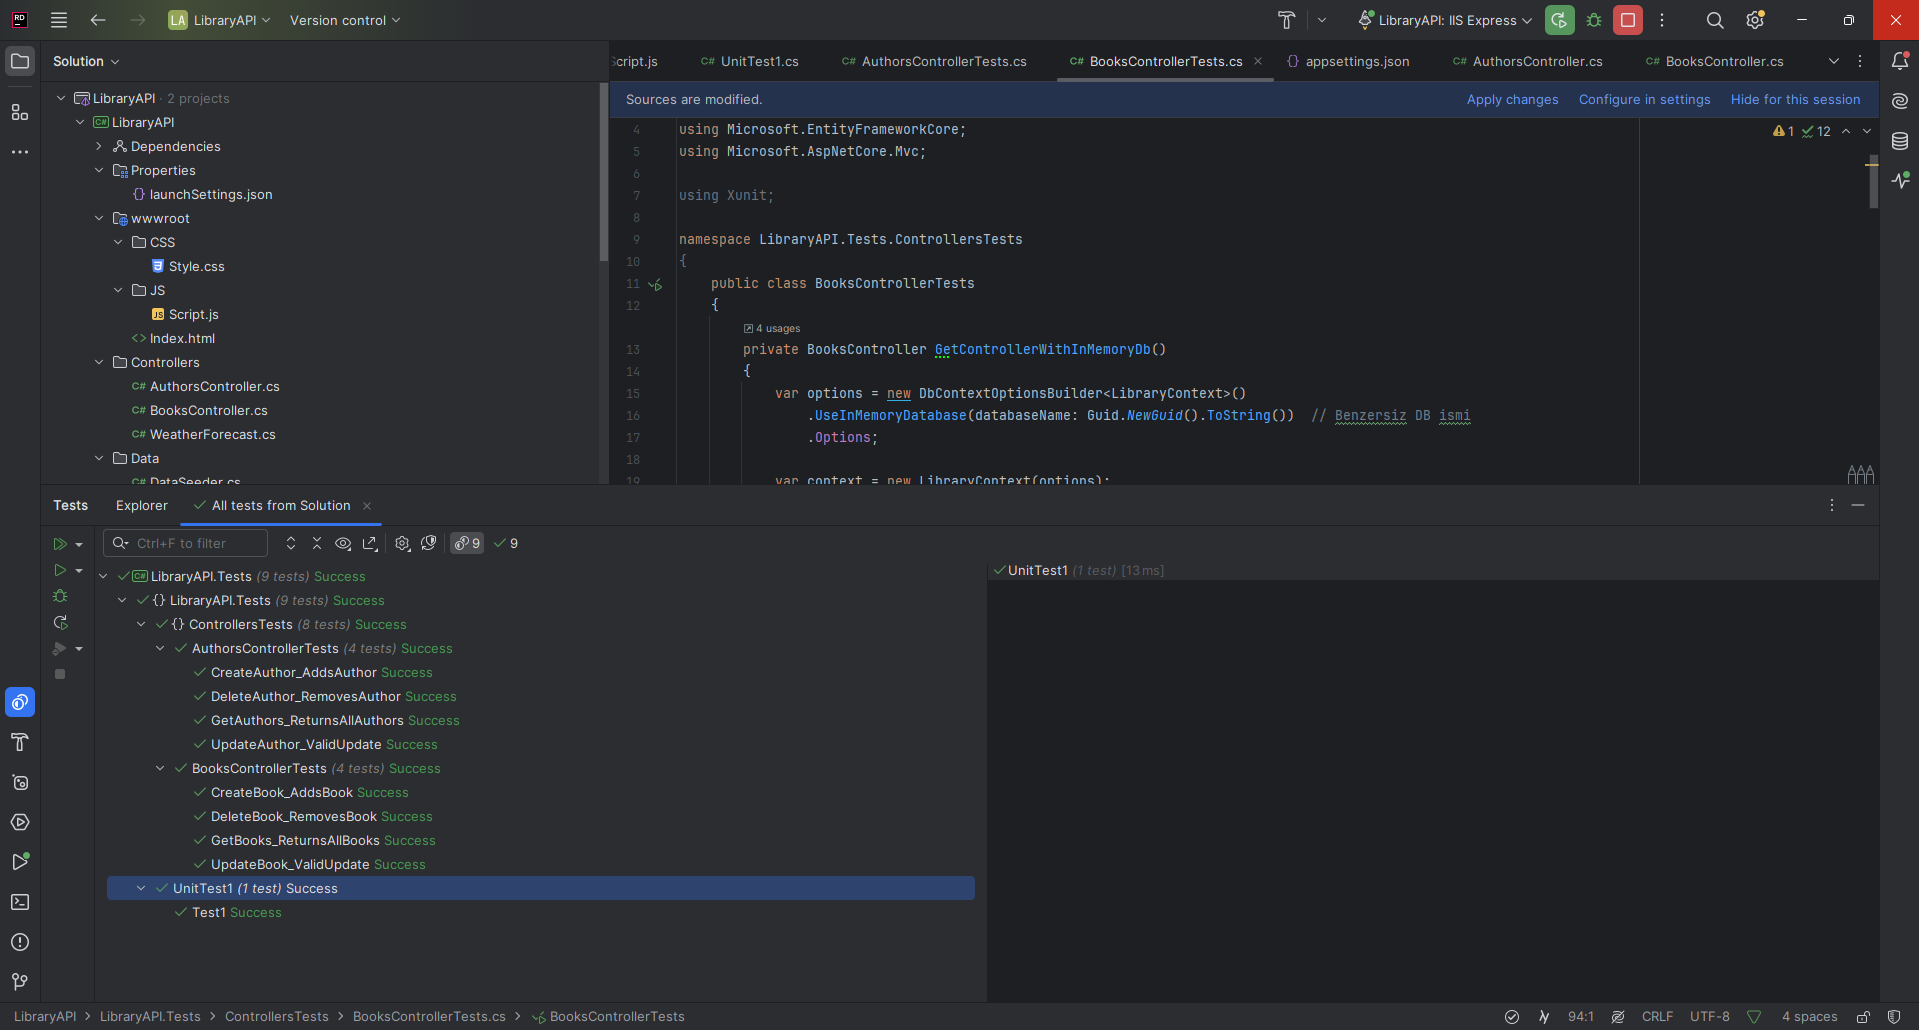 RD LA LibraryAPI Version control LibraryAPI: IIS Express
Solution
Script.js UnitTest1.cs AuthorsControllerTests.cs BooksControllerTests.cs appsettings.json AuthorsController.cs BooksController.cs
Sources are modified. Apply changes Configure in settings Hide for this session
LibraryAPI · 2 projects
C# LibraryAPI
Dependencies
Properties
{} launchSettings.json
wwwroot
CSS
Style.css
JS
JS Script.js
<> Index.html
Controllers
C# AuthorsController.cs
C# BooksController.cs
C# WeatherForecast.cs
Data
C# DataSeeder.cs
1 12
4 using Microsoft.EntityFrameworkCore;
5 using Microsoft.AspNetCore.Mvc;
6
7 using Xunit;
8
9 namespace LibraryAPI.Tests.ControllersTests
10 {
11 public class BooksControllerTests
12 {
4 usages
13 private BooksController GetControllerWithInMemoryDb()
14 {
15 var options = new DbContextOptionsBuilder<LibraryContext>()
16 .UseInMemoryDatabase(databaseName: Guid.NewGuid().ToString()) // Benzersiz DB ismi
17 .Options;
18
19 var context = new LibraryContext(options);
Tests Explorer All tests from Solution
Ctrl+F to filter 9 9
LibraryAPI.Tests (9 tests) Success
{} LibraryAPI.Tests (9 tests) Success
{} ControllersTests (8 tests) Success
AuthorsControllerTests (4 tests) Success
CreateAuthor_AddsAuthor Success
DeleteAuthor_RemovesAuthor Success
GetAuthors_ReturnsAllAuthors Success
UpdateAuthor_ValidUpdate Success
BooksControllerTests (4 tests) Success
CreateBook_AddsBook Success
DeleteBook_RemovesBook Success
GetBooks_ReturnsAllBooks Success
UpdateBook_ValidUpdate Success
UnitTest1 (1 test) Success
Test1 Success
UnitTest1 (1 test) [13 ms]
LibraryAPI > LibraryAPI.Tests > ControllersTests > BooksControllerTests.cs > BooksControllerTests 94:1 CRLF UTF-8 4 spaces